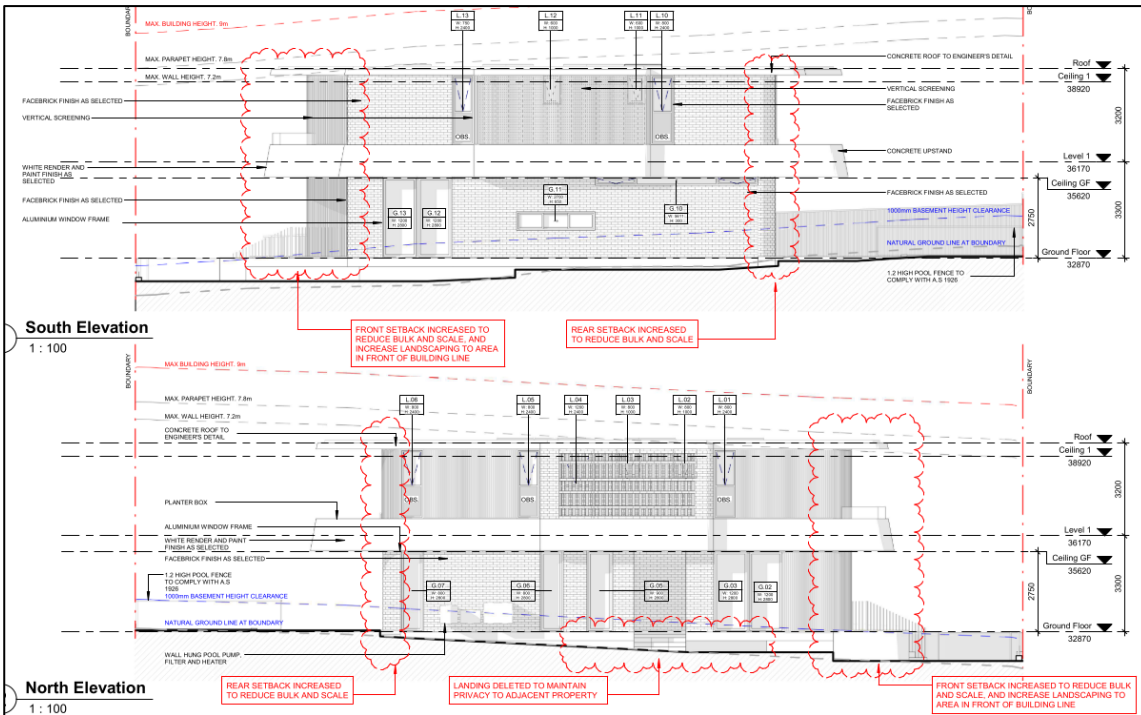 BOUNDARY
MAX. BUILDING HEIGHT. 9m
MAX. PARAPET HEIGHT. 7.8m
MAX. WALL HEIGHT. 7.2m
FACEBRICK FINISH AS SELECTED
VERTICAL SCREENING
WHITE RENDER AND
PAINT FINISH AS
SELECTED
FACEBRICK FINISH AS SELECTED
ALUMINIUM WINDOW FRAME
L.13
L.12
L.11
L.10
OBS.
OBS.
G.13
G.12
G.11
G.10
CONCRETE ROOF TO ENGINEER'S DETAIL
VERTICAL SCREENING
FACEBRICK FINISH AS
SELECTED
CONCRETE UPSTAND
FACEBRICK FINISH AS SELECTED
1000mm BASEMENT HEIGHT CLEARANCE
NATURAL GROUND LINE AT BOUNDARY
1.2 HIGH POOL FENCE TO
COMPLY WITH A.S 1926
Roof
Ceiling 1
38920
3200
Level 1
36170
Ceiling GF
35620
2750
3300
Ground Floor
32870
South Elevation
1 : 100
FRONT SETBACK INCREASED TO
REDUCE BULK AND SCALE, AND
INCREASE LANDSCAPING TO AREA
IN FRONT OF BUILDING LINE
REAR SETBACK INCREASED
TO REDUCE BULK AND SCALE
BOUNDARY
BOUNDARY
MAX BUILDING HEIGHT. 9m
MAX. PARAPET HEIGHT. 7.8m
MAX. WALL HEIGHT. 7.2m
CONCRETE ROOF TO
ENGINEER'S DETAIL
PLANTER BOX
ALUMINIUM WINDOW FRAME
WHITE RENDER AND PAINT
FINISH AS SELECTED
FACEBRICK FINISH AS SELECTED
1.2 HIGH POOL FENCE
TO COMPLY WITH A.S
1926
1000mm BASEMENT HEIGHT CLEARANCE
NATURAL GROUND LINE AT BOUNDARY
WALL HUNG POOL PUMP,
FILTER AND HEATER
L.06
L.05
L.04
L.03
L.02
L.01
OBS.
OBS.
OBS.
G.07
G.06
G.05
G.03
G.02
Roof
Ceiling 1
38920
3200
Level 1
36170
Ceiling GF
35620
2750
3300
Ground Floor
32870
North Elevation
1 : 100
REAR SETBACK INCREASED
TO REDUCE BULK AND SCALE
LANDING DELETED TO MAINTAIN
PRIVACY TO ADJACENT PROPERTY
FRONT SETBACK INCREASED TO REDUCE BULK
AND SCALE, AND INCREASE LANDSCAPING TO
AREA IN FRONT OF BUILDING LINE